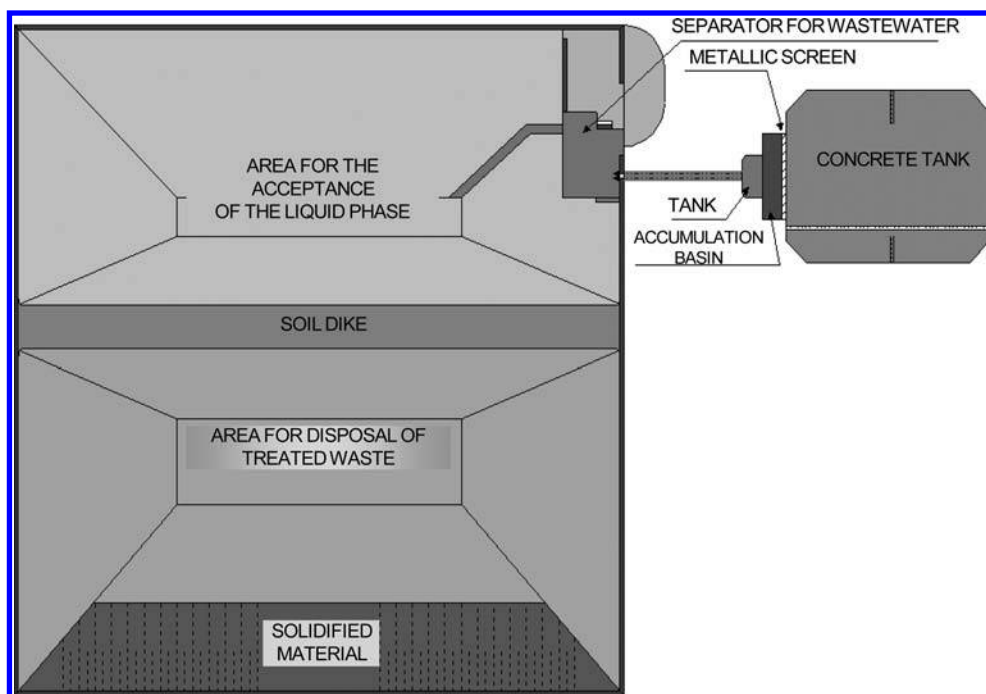 SEPARATOR FOR WASTEWATER
METALLIC SCREEN
CONCRETE TANK
AREA FOR THE
ACCEPTANCE
OF THE LIQUID PHASE
TANK
ACCUMULATION
BASIN
SOIL DIKE
AREA FOR DISPOSAL OF
TREATED WASTE
SOLIDIFIED
MATERIAL